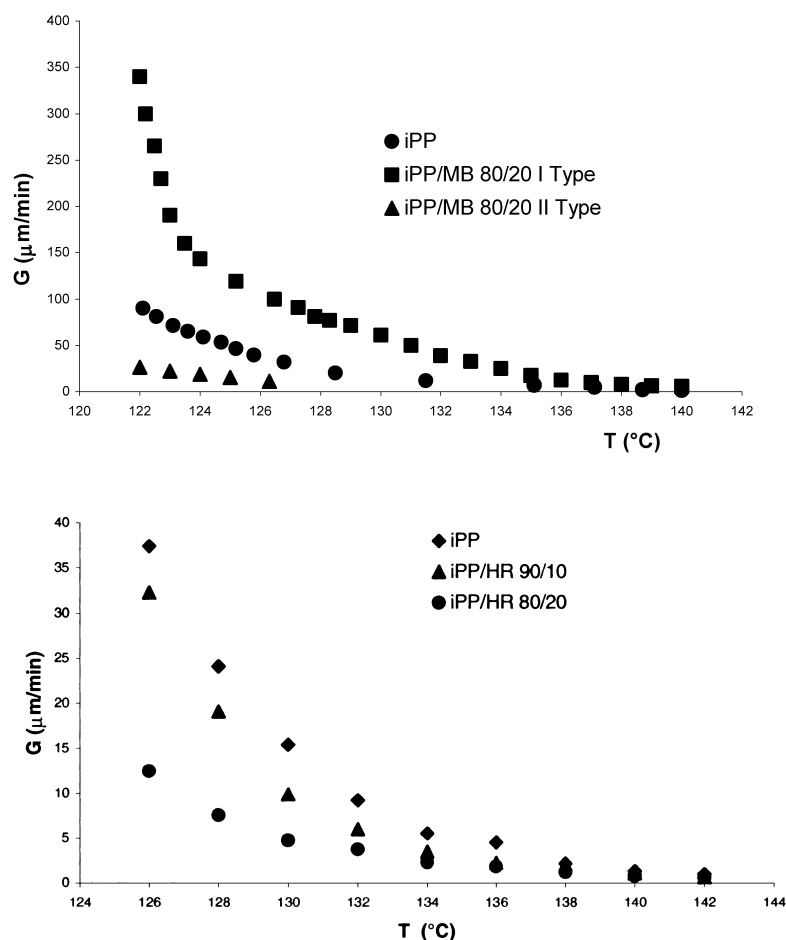 400
350
300
250
200
150
100
50
0
G (μm/min)
iPP
iPP/MB 80/20 I Type
iPP/MB 80/20 II Type
120 122 124 126 128 130 132 134 136 138 140 142
T (°C)
40
35
30
25
20
15
10
5
0
G (μm/min)
iPP
iPP/HR 90/10
iPP/HR 80/20
124 126 128 130 132 134 136 138 140 142 144
T (°C)